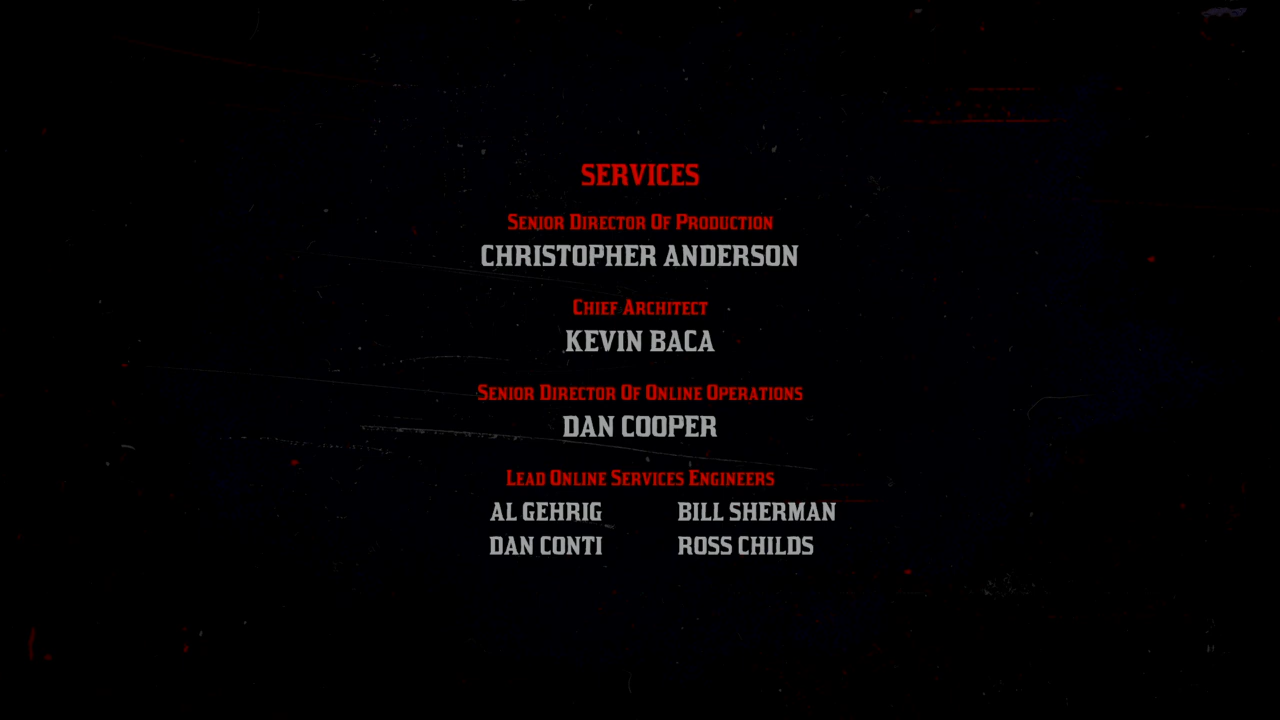 SERVICES
SENIOR DIRECTOR OF PRODUCTION
CHRISTOPHER ANDERSON
CHIEF ARCHITECT
KEVIN BACA
SENIOR DIRECTOR OF ONLINE OPERATIONS
DAN COOPER
LEAD ONLINE SERVICES ENGINEERS
AL GEHRIG BILL SHERMAN
DAN CONTI ROSS CHILDS